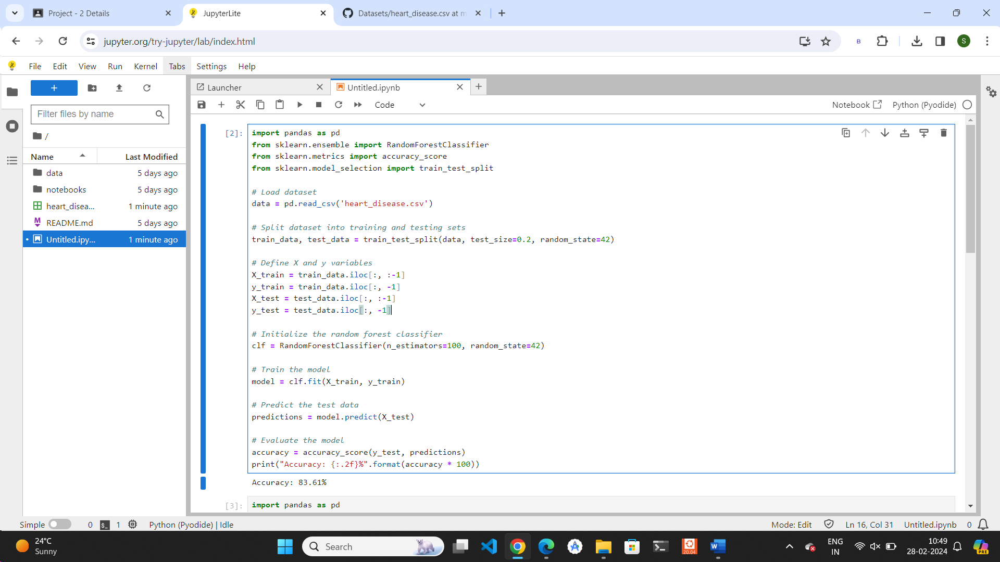 Project - 2 Details
JupyterLite
Datasets/heart_disease.csv at m
jupyter.org/try-jupyter/lab/index.html
B
S
File Edit View Run Kernel Tabs Settings Help
+
Filter files by name
/
Name Last Modified
data 5 days ago
notebooks 5 days ago
heart_disea... 1 minute ago
M README.md 5 days ago
• Untitled.ipy... 1 minute ago
Launcher
Untitled.ipynb
Code
Notebook
Python (Pyodide)
[2]:
import pandas as pd
from sklearn.ensemble import RandomForestClassifier
from sklearn.metrics import accuracy_score
from sklearn.model_selection import train_test_split
# Load dataset
data = pd.read_csv('heart_disease.csv')
# Split dataset into training and testing sets
train_data, test_data = train_test_split(data, test_size=0.2, random_state=42)
# Define X and y variables
X_train = train_data.iloc[:, :-1]
y_train = train_data.iloc[:, -1]
X_test = test_data.iloc[:, :-1]
y_test = test_data.iloc[:, -1]
# Initialize the random forest classifier
clf = RandomForestClassifier(n_estimators=100, random_state=42)
# Train the model
model = clf.fit(X_train, y_train)
# Predict the test data
predictions = model.predict(X_test)
# Evaluate the model
accuracy = accuracy_score(y_test, predictions)
print("Accuracy: {:.2f}%".format(accuracy * 100))
Accuracy: 83.61%
[3]:
import pandas as pd
Simple 0 $_ 1 Python (Pyodide) | Idle
Mode: Edit Ln 16, Col 31 Untitled.ipynb 0
24°C
Sunny
Search
20.04
W
ENG
IN
10:49
28-02-2024
PRE